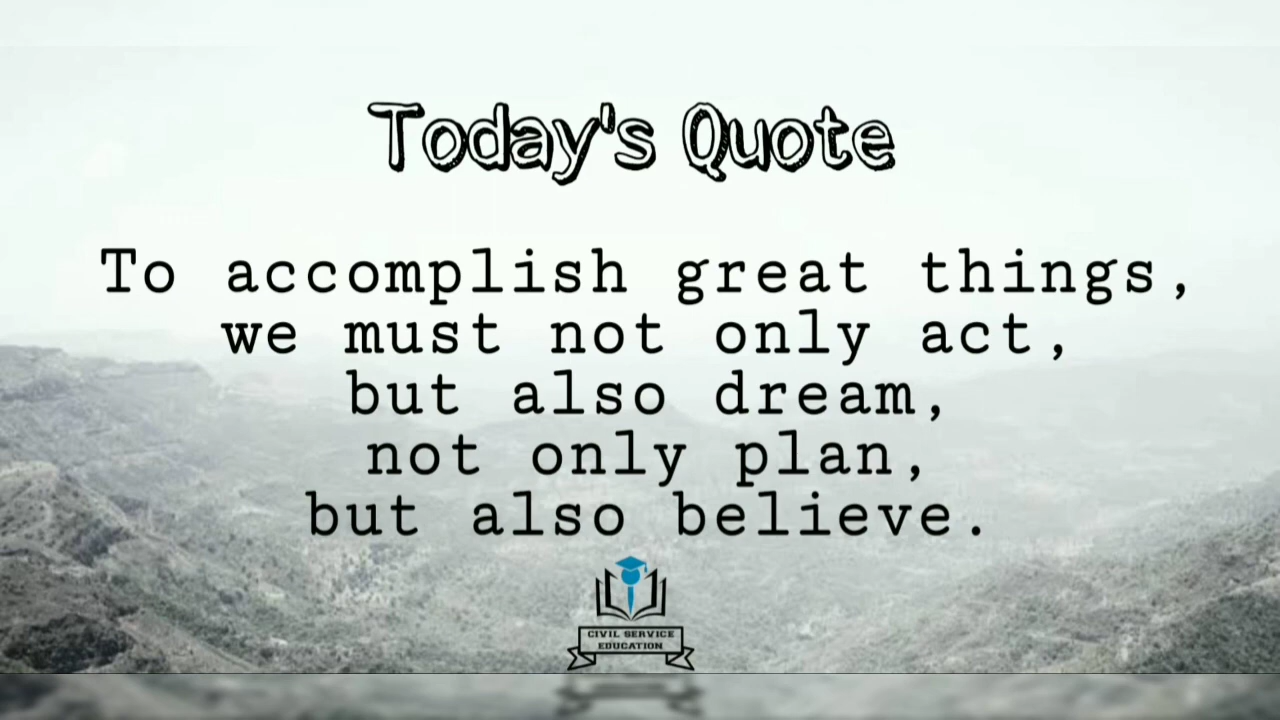 Today's Quote
To accomplish great things,
we must not only act,
but also dream,
not only plan,
but also believe.
CIVIL SERVICE
EDUCATION